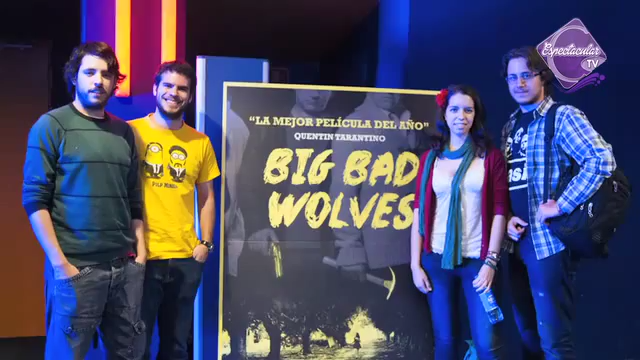 Espectacular
TV
"LA MEJOR PELÍCULA DEL AÑO"
QUENTIN TARANTINO
BIG BAD
WOLVES